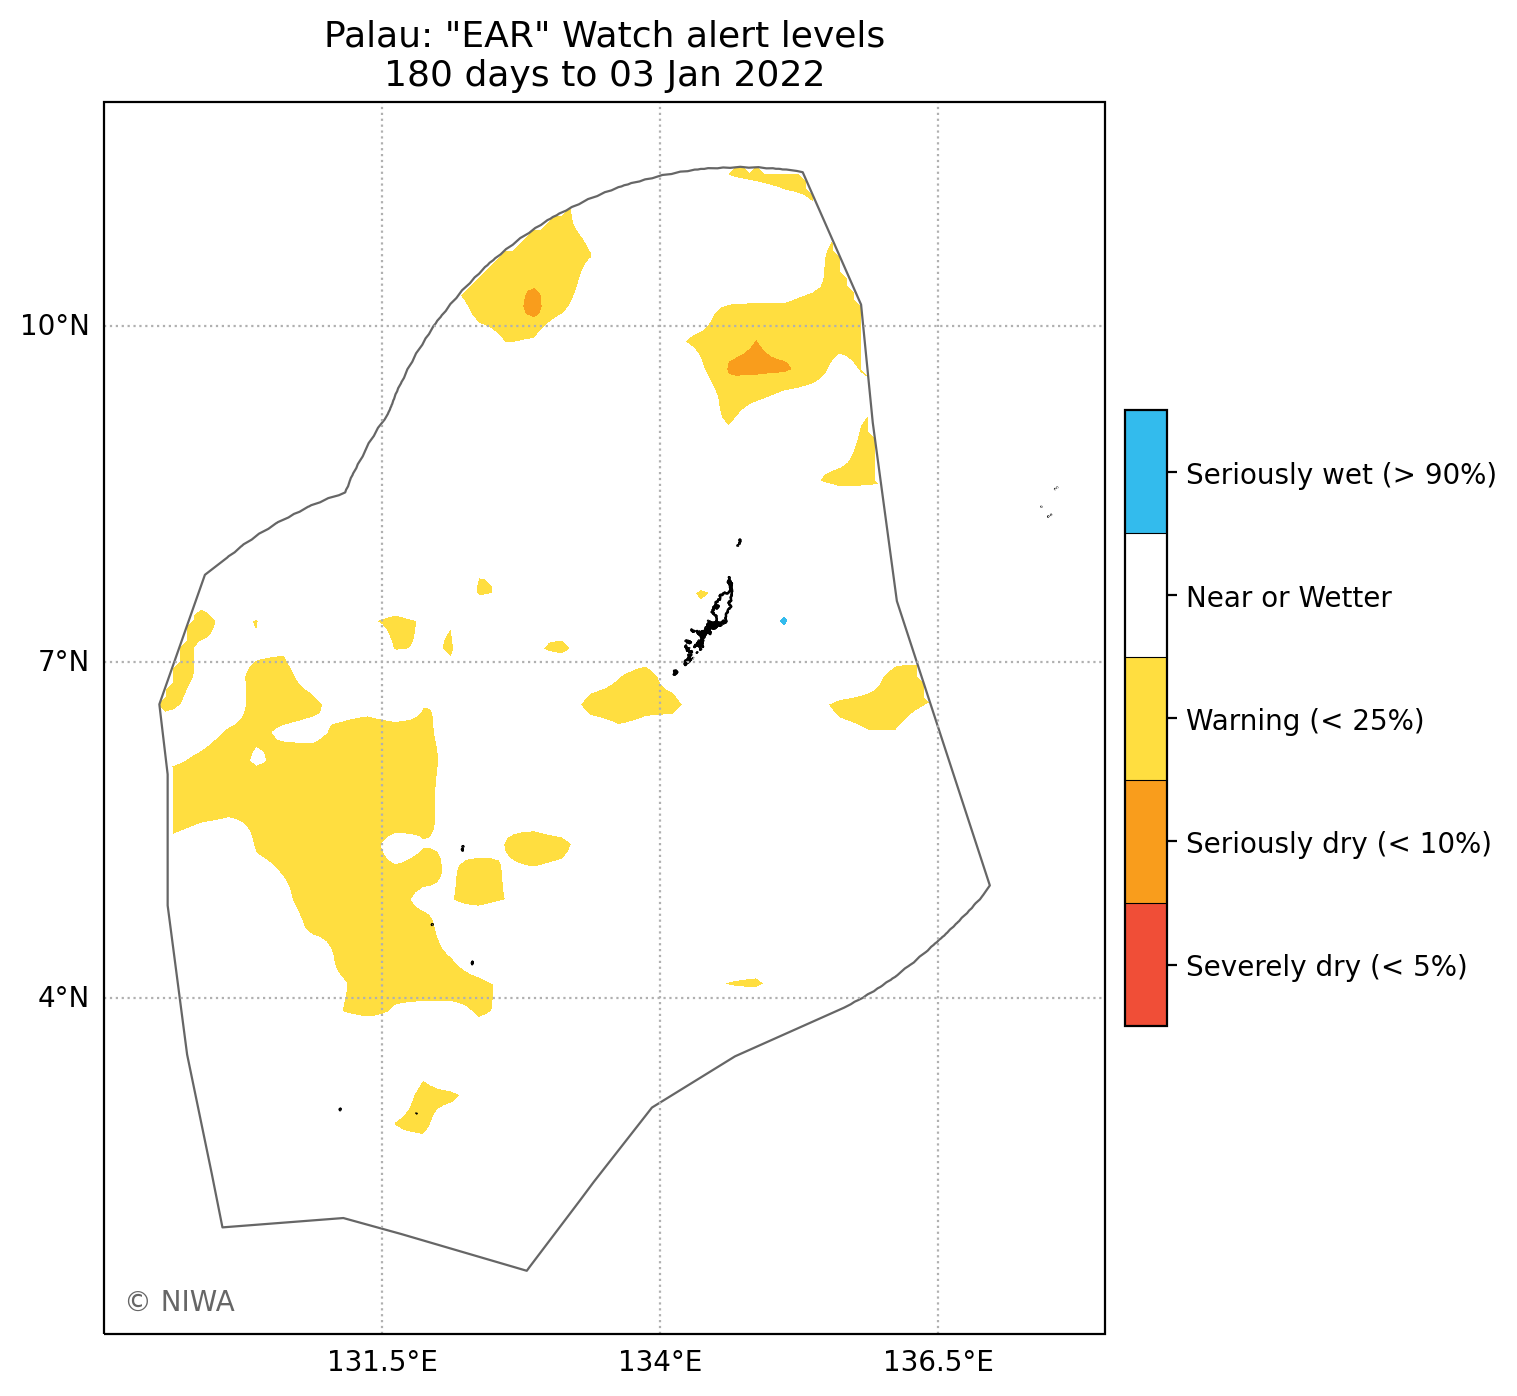 Palau: "EAR" Watch alert levels
180 days to 03 Jan 2022
10°N
7°N
4°N
131.5°E
134°E
136.5°E
Seriously wet (> 90%)
Near or Wetter
Warning (< 25%)
Seriously dry (< 10%)
Severely dry (< 5%)
© NIWA